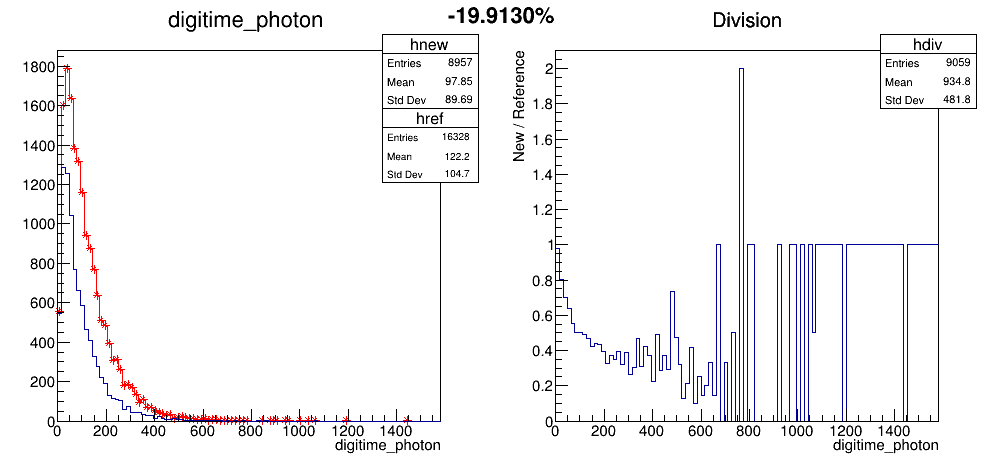 -19.9130%
digitime_photon
hnew
Entries 8957
Mean 97.85
Std Dev 89.69
href
Entries 16328
Mean 122.2
Std Dev 104.7
1800
1600
1400
1200
1000
800
600
400
200
0
0 200 400 600 800 1000 1200 1400
digitime_photon
Division
hdiv
Entries 9059
Mean 934.8
Std Dev 481.8
New / Reference
2
1.8
1.6
1.4
1.2
1
0.8
0.6
0.4
0.2
0
0 200 400 600 800 1000 1200 1400
digitime_photon